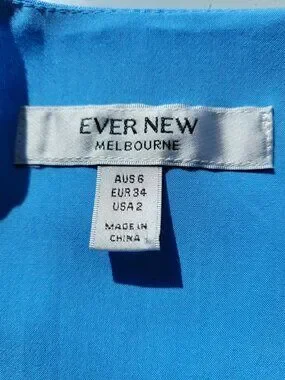 EVER NEW
MELBOURNE
AUS 6
EUR 34
USA 2
MADE IN
CHINA